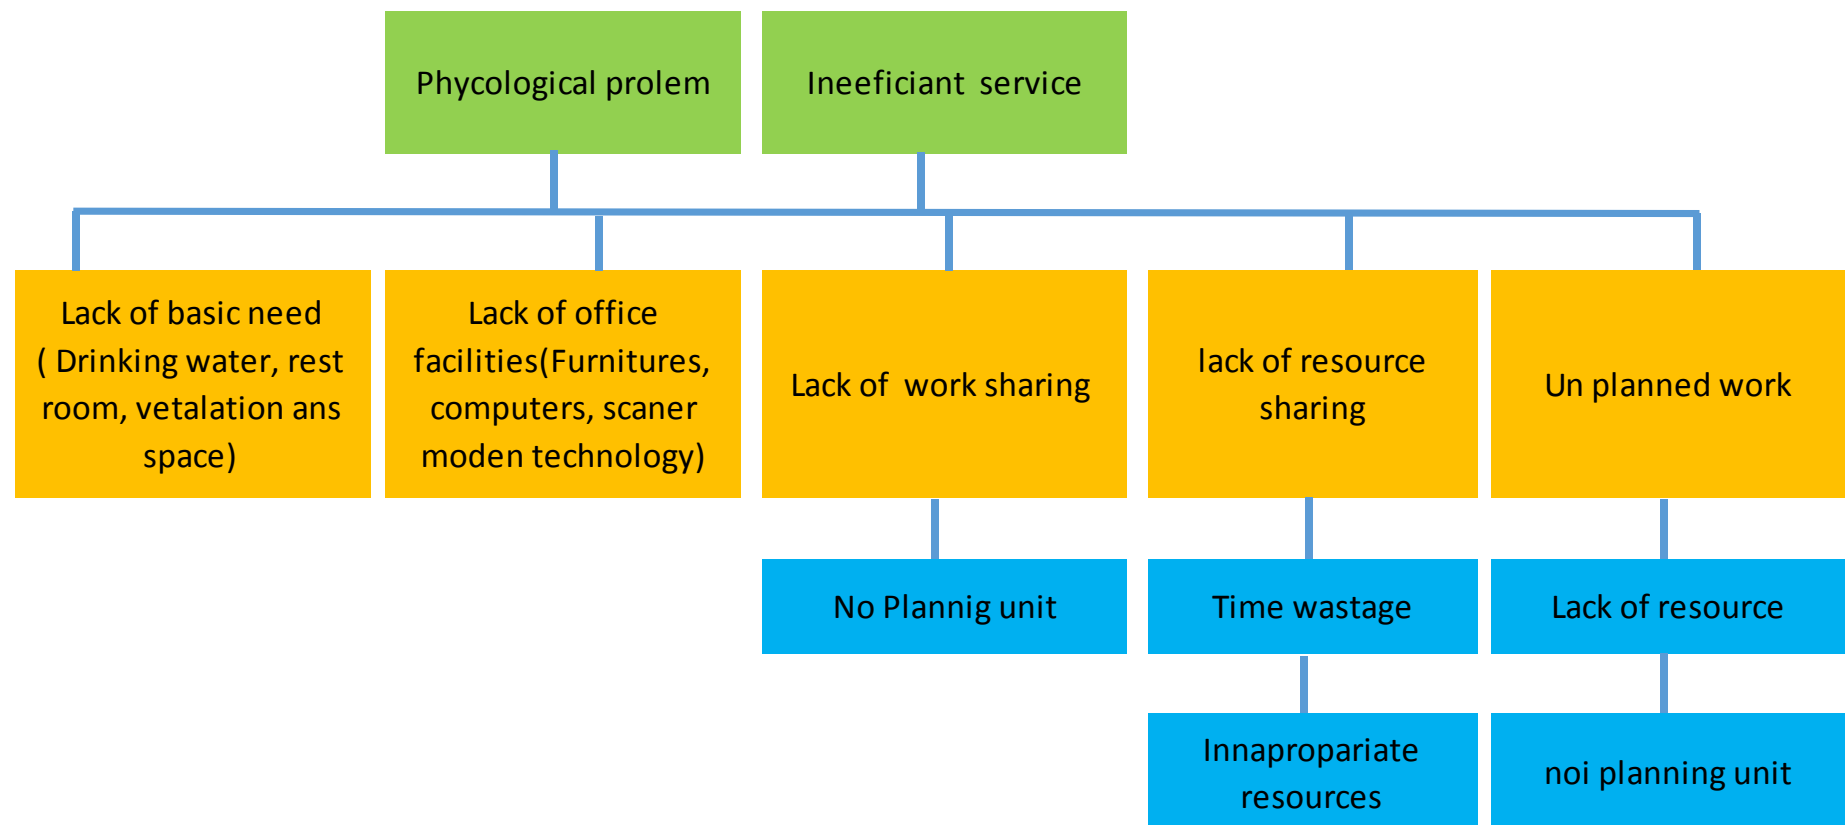 Phycological prolem
Ineeficiant service
Lack of basic need
( Drinking water, rest
room, vetalation ans
space)
Lack of office
facilities(Furnitures,
computers, scaner
moden technology)
Lack of work sharing
lack of resource
sharing
Un planned work
No Plannig unit
Time wastage
Lack of resource
Innapropariate
resources
noi planning unit